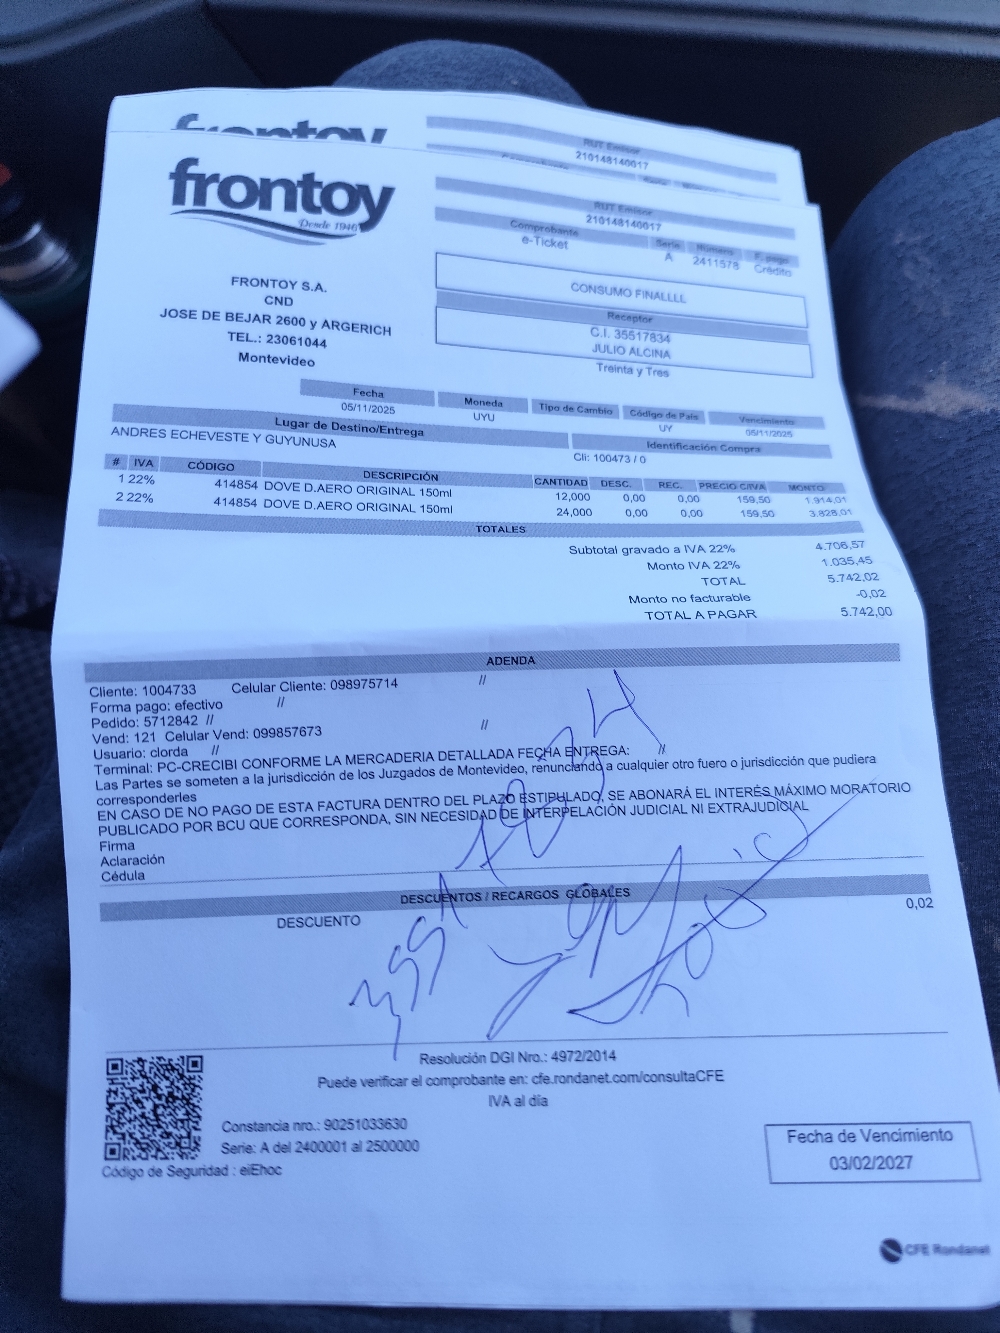 frontoy
RUT Emisor
210148140017
frontoy
Desde 1940
RUT Emisor
210148140017
Comprobante Serie Número F. pago
e-Ticket A 2411578 Crédito
CONSUMO FINALLLL
Receptor
C.I. 35517834
JULIO ALCINA
Treinta y Tres
FRONTOY S.A.
CND
JOSE DE BEJAR 2600 y ARGERICH
TEL.: 23061044
Montevideo
Fecha Moneda Tipo de Cambio Código de País Vencimiento
05/11/2025 UYU UY 05/11/2025
Lugar de Destino/Entrega Identificación Compra
ANDRES ECHEVESTE Y GUYUNUSA Cli: 100473 / 0
# IVA CÓDIGO DESCRIPCIÓN CANTIDAD DESC. REC. PRECIO C/IVA MONTO
1 22% 414854 DOVE D.AERO ORIGINAL 150ml 12,000 0,00 0,00 159,50 1.914,01
2 22% 414854 DOVE D.AERO ORIGINAL 150ml 24,000 0,00 0,00 159,50 3.828,01
TOTALES
Subtotal gravado a IVA 22% 4.706,57
Monto IVA 22% 1.035,45
TOTAL 5.742,02
Monto no facturable -0,02
TOTAL A PAGAR 5.742,00
ADENDA
Cliente: 1004733 Celular Cliente: 098975714 //
Forma pago: efectivo //
Pedido: 5712842 //
Vend: 121 Celular Vend: 099857673 //
Usuario: clorda //
Terminal: PC-CRECIBI CONFORME LA MERCADERIA DETALLADA FECHA ENTREGA: //
Las Partes se someten a la jurisdicción de los Juzgados de Montevideo, renunciando a cualquier otro fuero o jurisdicción que pudiera
corresponderles
EN CASO DE NO PAGO DE ESTA FACTURA DENTRO DEL PLAZO ESTIPULADO, SE ABONARÁ EL INTERÉS MÁXIMO MORATORIO
PUBLICADO POR BCU QUE CORRESPONDA, SIN NECESIDAD DE INTERPELACIÓN JUDICIAL NI EXTRAJUDICIAL
Firma
Aclaración
Cédula
DESCUENTOS / RECARGOS GLOBALES
DESCUENTO 0,02
Resolución DGI Nro.: 4972/2014
Puede verificar el comprobante en: cfe.rondanet.com/consultaCFE
IVA al día
Constancia nro.: 90251033630
Serie: A del 2400001 al 2500000
Código de Seguridad : eiEhoc
Fecha de Vencimiento
03/02/2027
CFE Rondanet